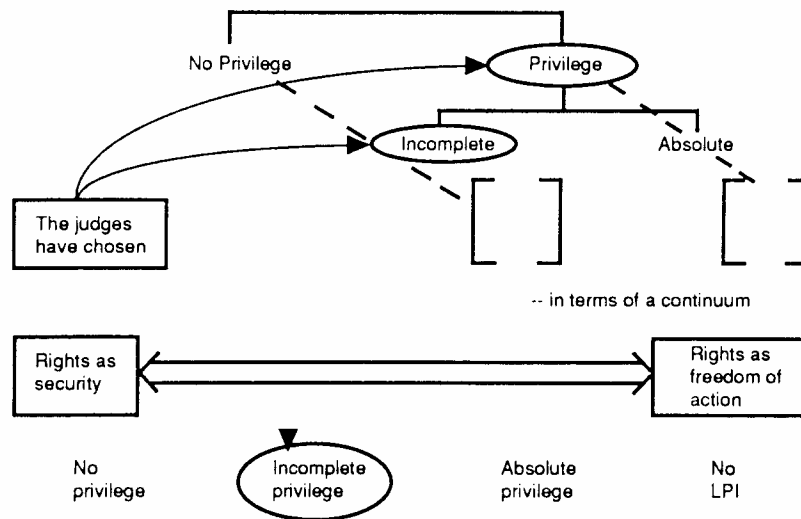 No Privilege
Privilege
Incomplete
Absolute
The judges
have chosen
-- in terms of a continuum
Rights as
security
Rights as
freedom of
action
No
privilege
Incomplete
privilege
Absolute
privilege
No
LPI